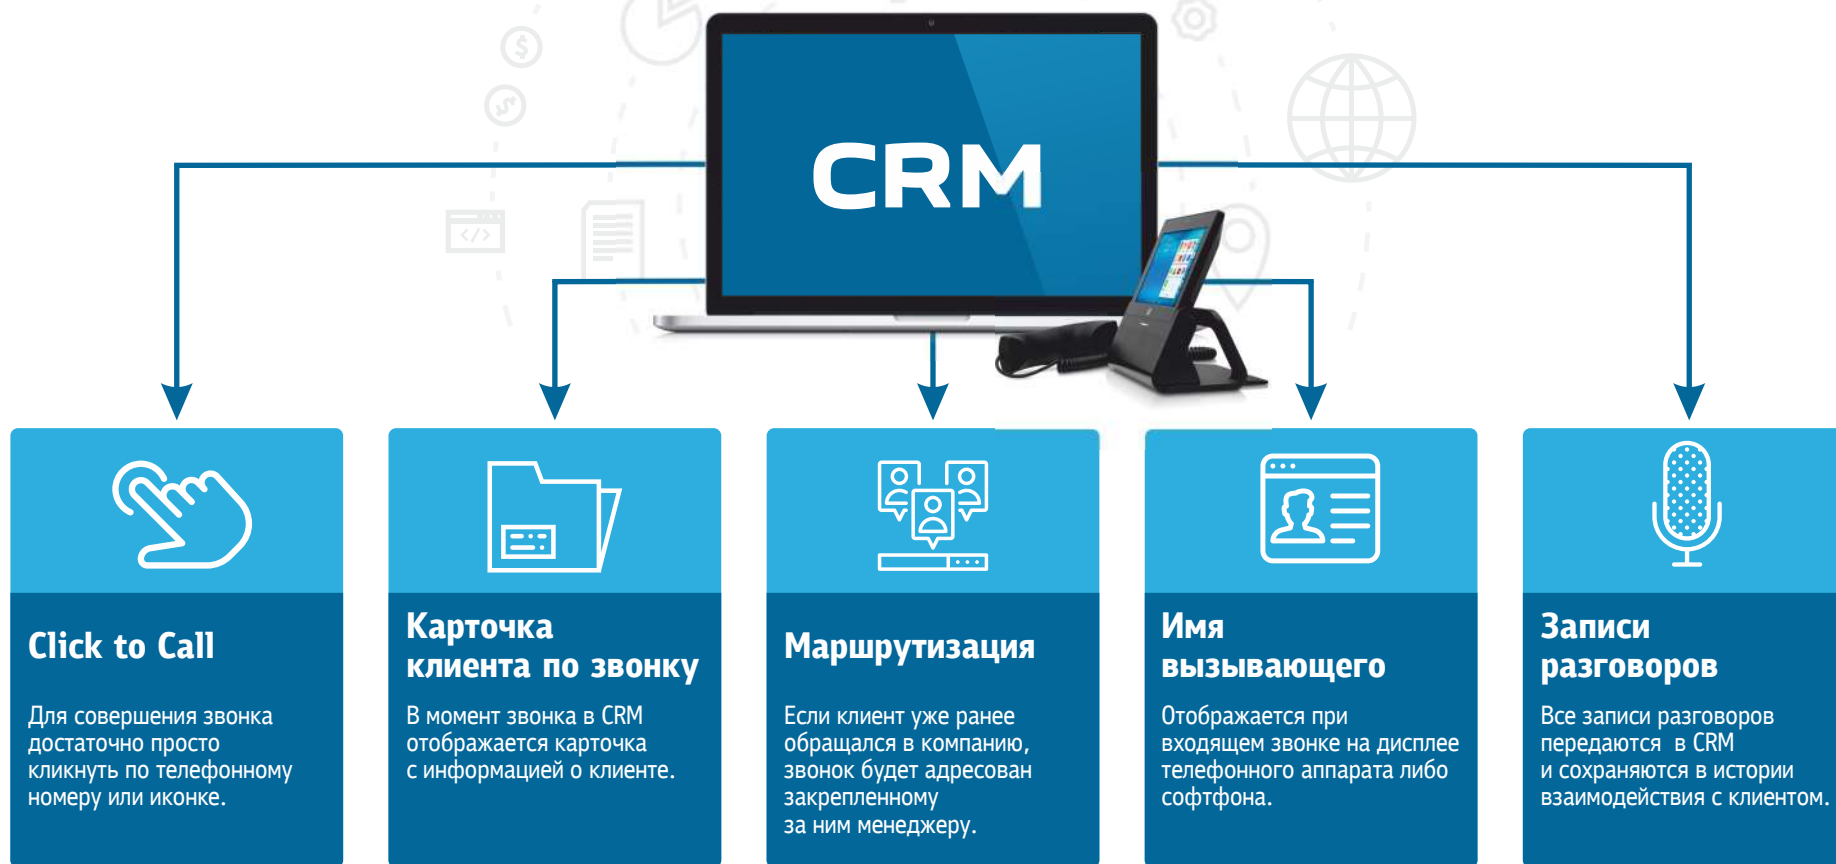 CRM
Click to Call
Для совершения звонка
достаточно просто
кликнуть по телефонному
номеру или иконке.
Карточка
клиента по звонку
В момент звонка в CRM
отображается карточка
с информацией о клиенте.
Маршрутизация
Если клиент уже ранее
обращался в компанию,
звонок будет адресован
закрепленному
за ним менеджеру.
Имя
вызывающего
Отображается при
входящем звонке на дисплее
телефонного аппарата либо
софтфона.
Записи
разговоров
Все записи разговоров
передаются в CRM
и сохраняются в истории
взаимодействия с клиентом.